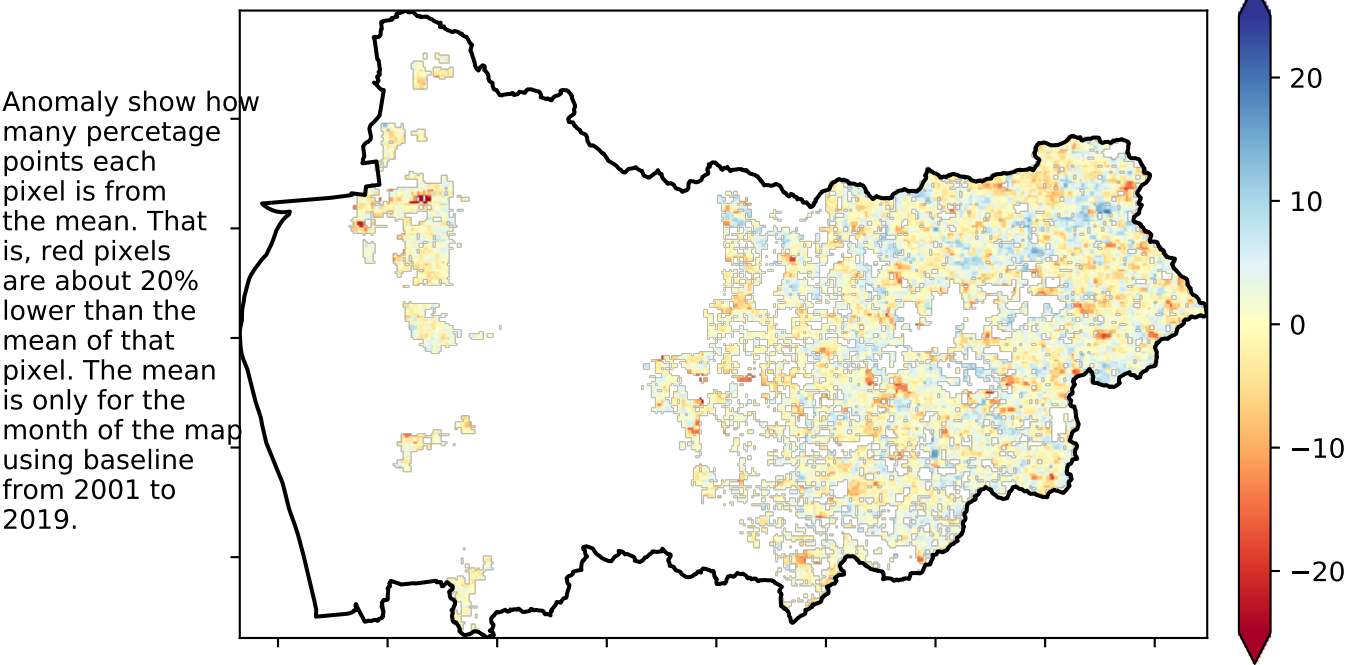 Anomaly show how
many percetage
points each
pixel is from
the mean. That
is, red pixels
are about 20%
lower than the
mean of that
pixel. The mean
is only for the
month of the map
using baseline
from 2001 to
2019.
20
10
0
−10
−20